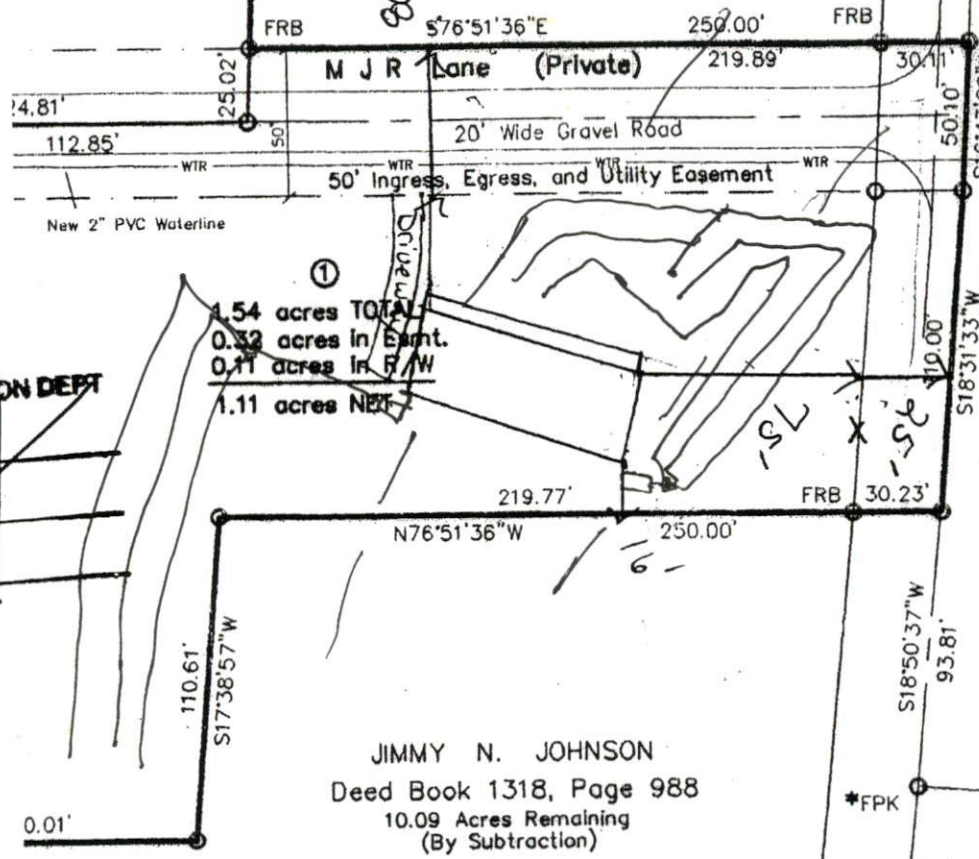 FRB
S76°51'36"E
250.00'
FRB
M J R Lane (Private)
219.89'
30.11'
25.02'
24.81'
50.10'
20' Wide Gravel Road
112.85'
50'
WTR
WTR
WTR
WTR
50' Ingress, Egress, and Utility Easement
New 2" PVC Waterline
Driveway
①
1.54 acres TOTAL
0.32 acres in Esmt.
0.11 acres in R/W
1.11 acres NET
ON DEPT
S18°31'33"W
75'
X
25'
219.77'
FRB
30.23'
N76°51'36"W
250.00'
110.61'
S17°38'57"W
S18°50'37"W
93.81'
JIMMY N. JOHNSON
Deed Book 1318, Page 988
10.09 Acres Remaining
(By Subtraction)
*FPK
0.01'